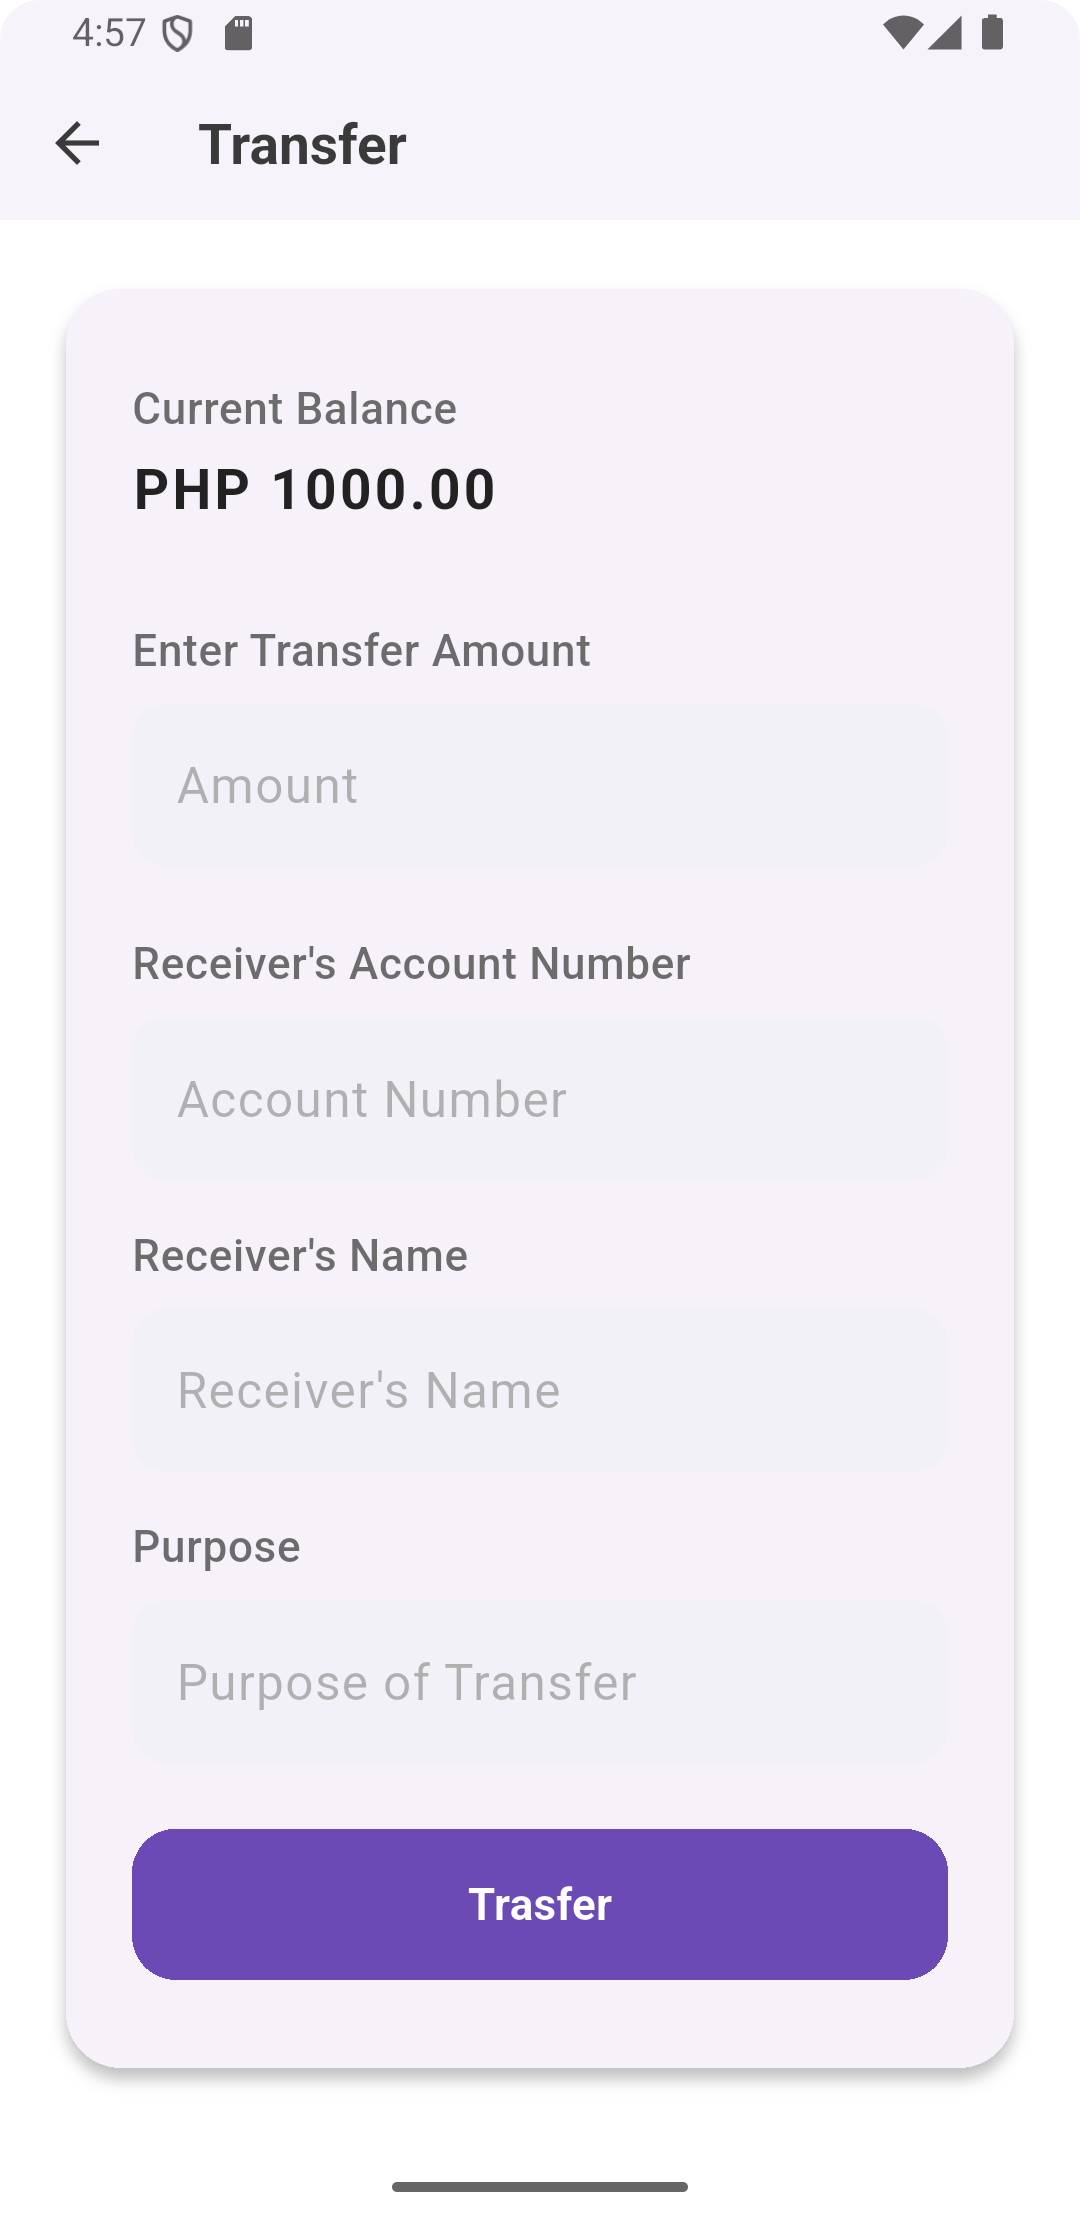 4:57
Transfer
Current Balance
PHP 1000.00
Enter Transfer Amount
Amount
Receiver's Account Number
Account Number
Receiver's Name
Receiver's Name
Purpose
Purpose of Transfer
Trasfer